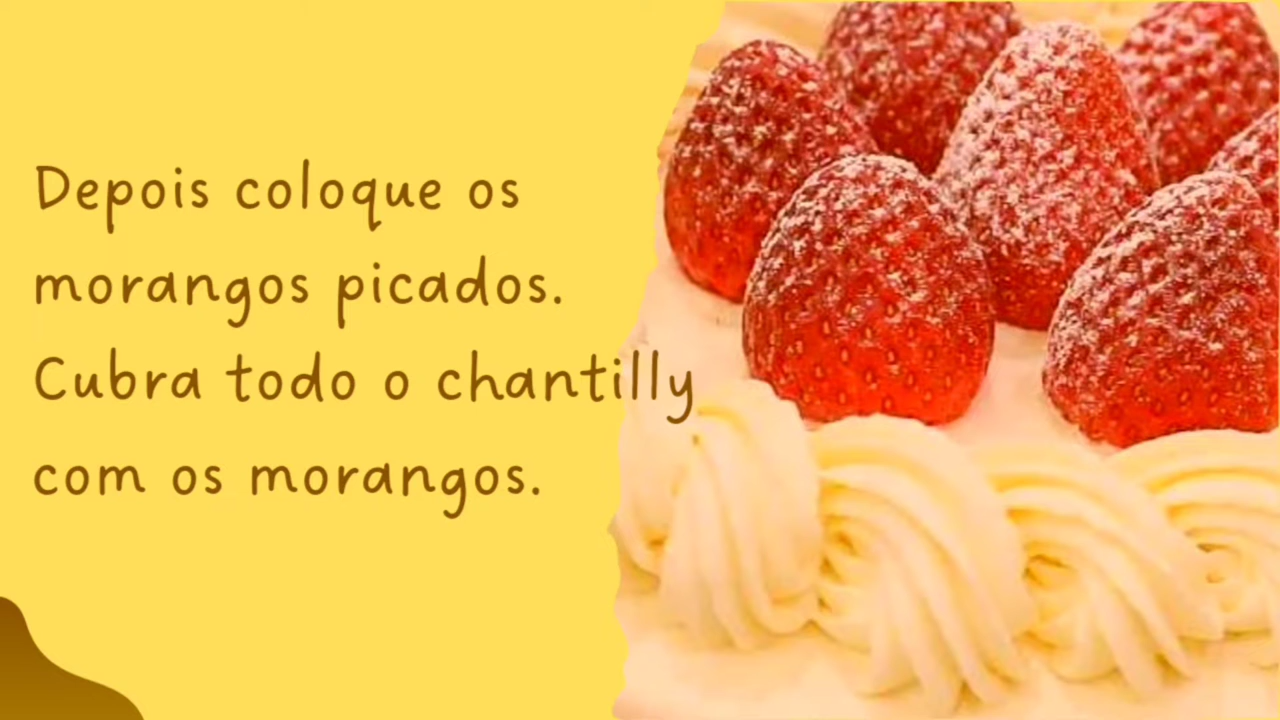 Depois coloque os
morangos picados.
Cubra todo o chantilly
com os morangos.